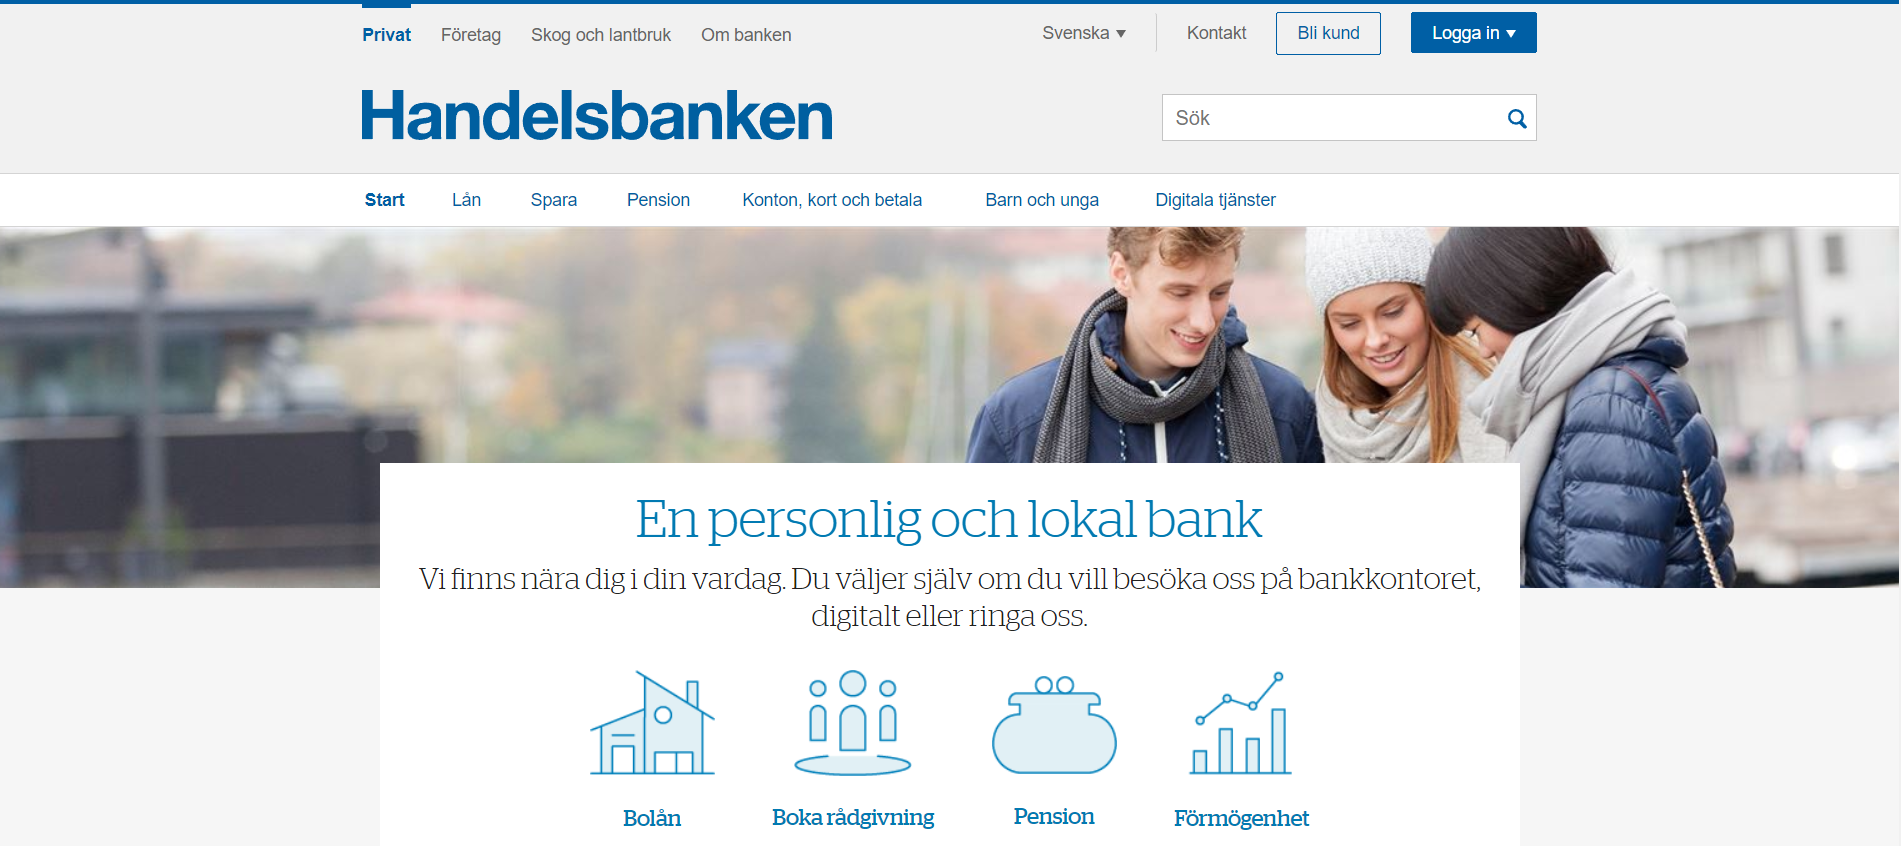 Privat Företag Skog och lantbruk Om banken Svenska Kontakt Bli kund Logga in
Handelsbanken Sök
Start Lån Spara Pension Konton, kort och betala Barn och unga Digitala tjänster
En personlig och lokal bank
Vi finns nära dig i din vardag. Du väljer själv om du vill besöka oss på bankkontoret,
digitalt eller ringa oss.
Bolån Boka rådgivning Pension Förmögenhet